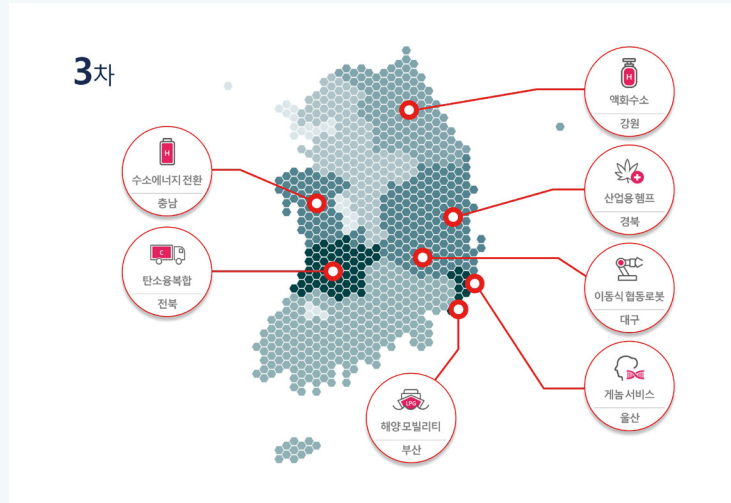 3차
H
액화수소
강원
H
수소에너지 전환
충남
산업용 헴프
경북
C
탄소융복합
전북
이동식 협동로봇
대구
게놈 서비스
울산
LPG
해양 모빌리티
부산